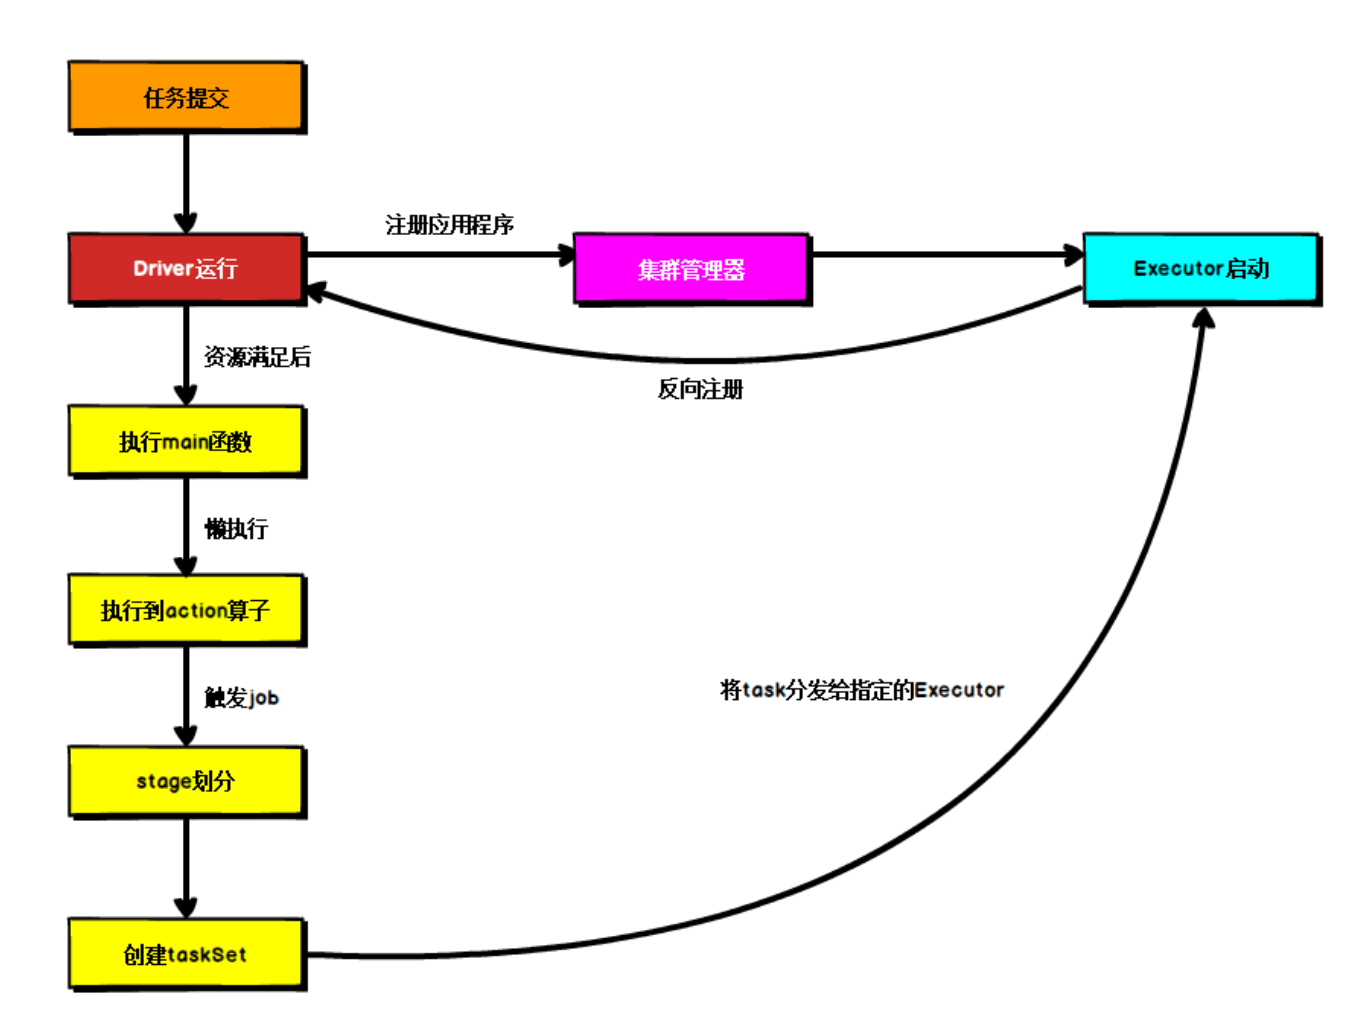 任务提交
注册应用程序
Driver运行
集群管理器
Executor启动
资源满足后
反向注册
执行main函数
懒执行
执行到action算子
触发job
将task分发给指定的Executor
stage划分
创建taskSet